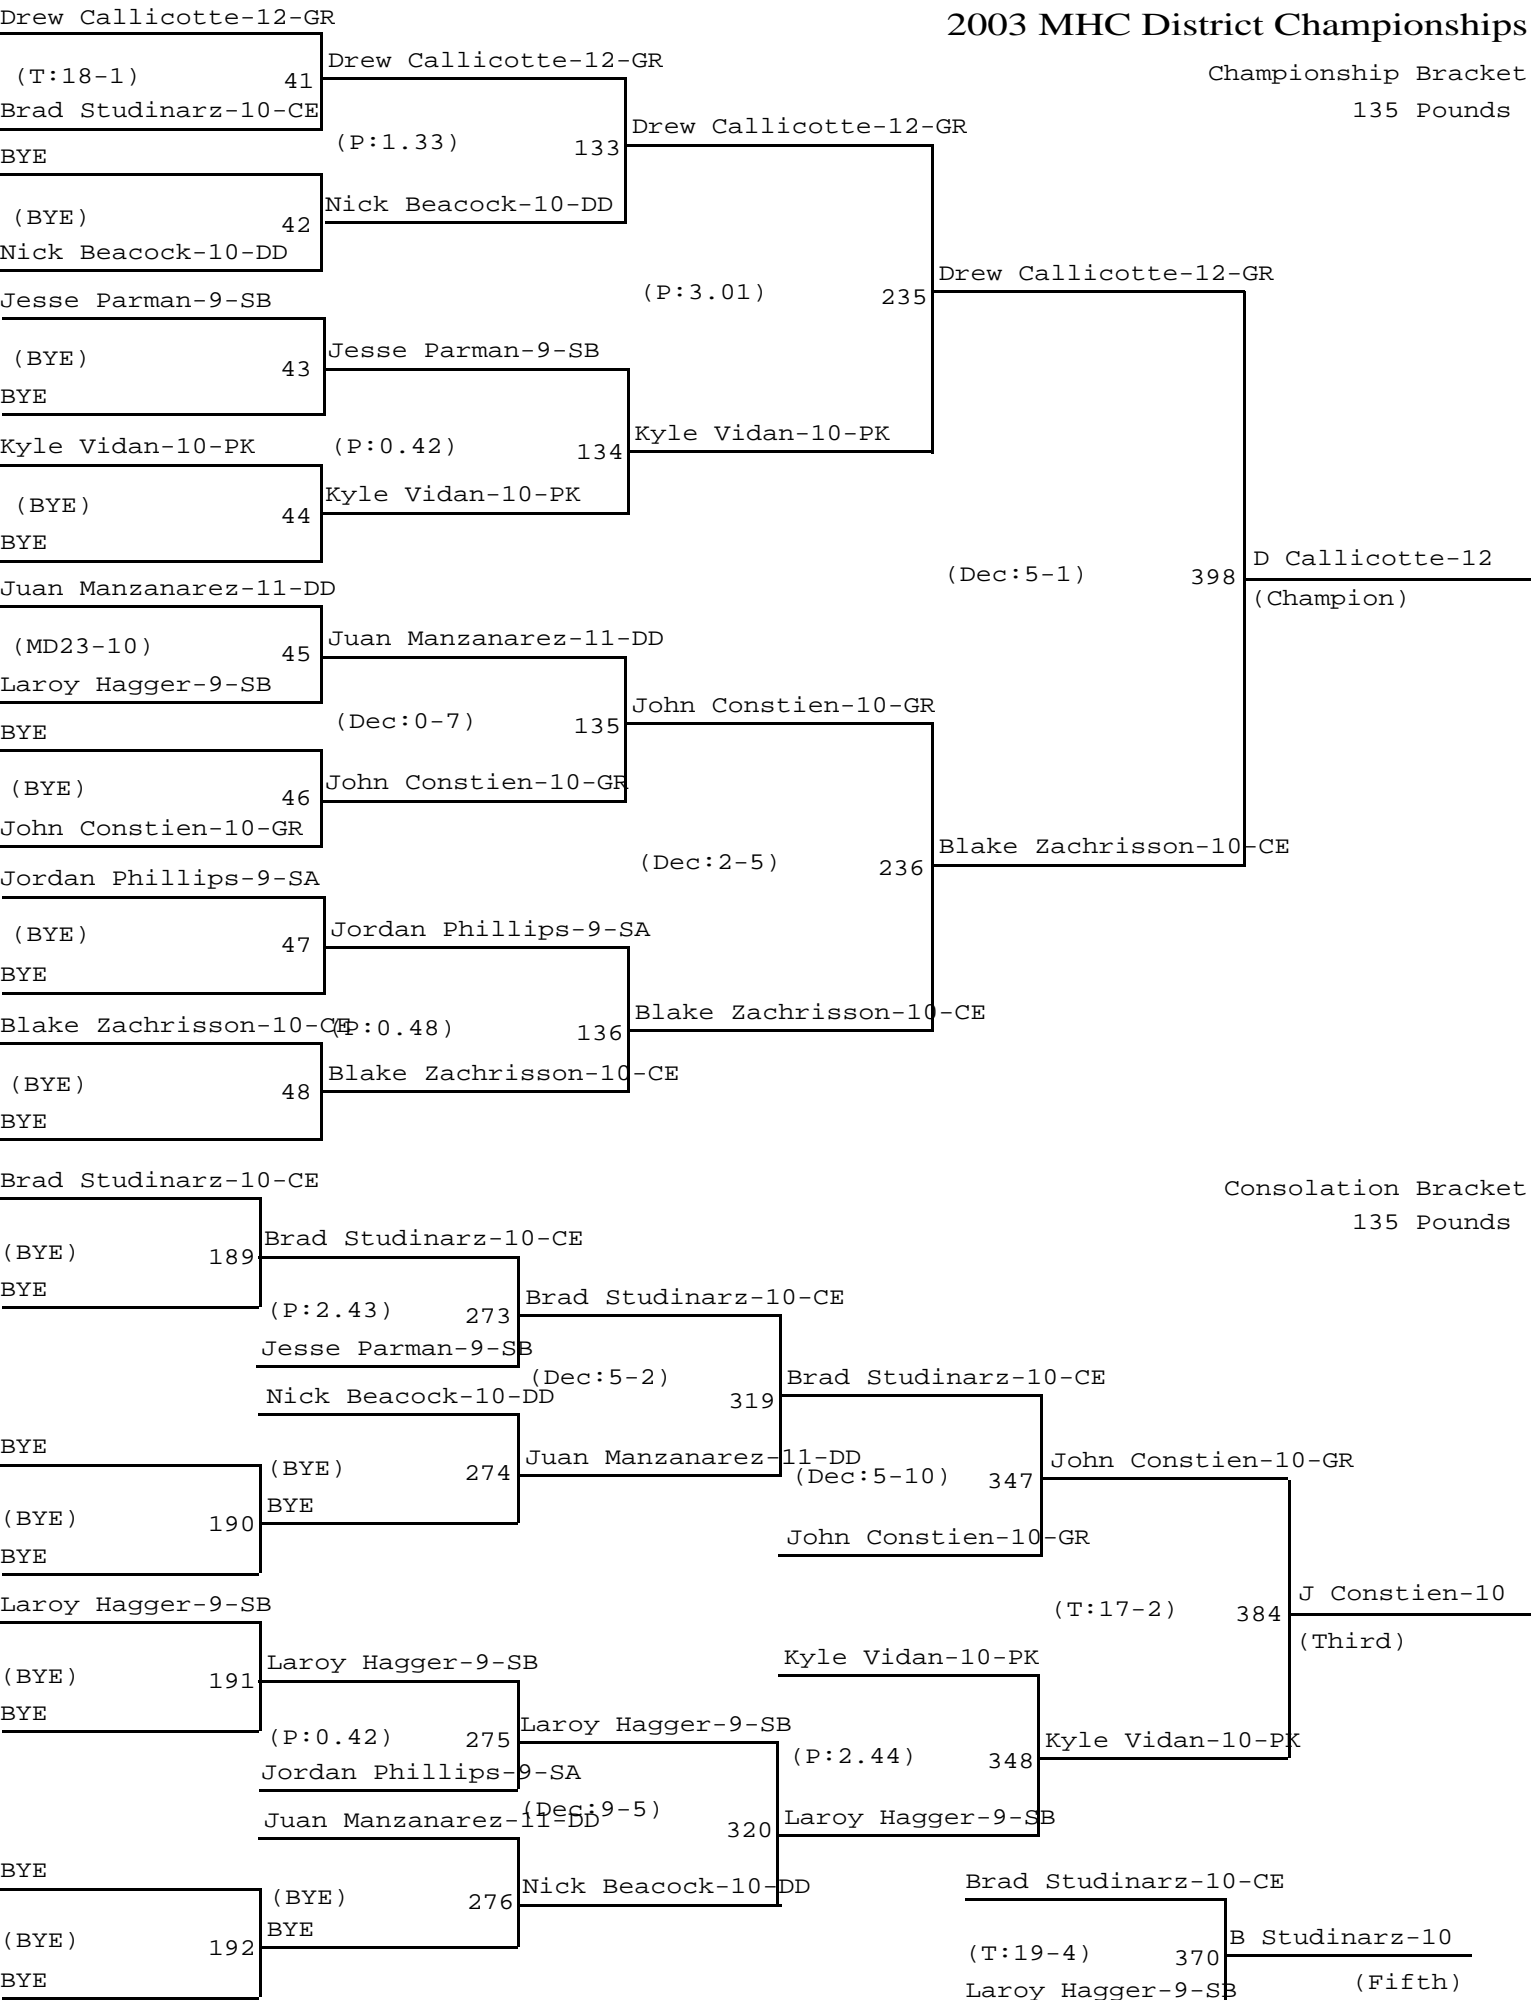 2003 MHC District Championships
Championship Bracket
135 Pounds
Drew Callicotte-12-GR
(T:18-1) 41
Brad Studinarz-10-CE
BYE
(BYE) 42
Nick Beacock-10-DD
Jesse Parman-9-SB
(BYE) 43
BYE
Kyle Vidan-10-PK
(BYE) 44
BYE
Juan Manzanarez-11-DD
(MD23-10) 45
Laroy Hagger-9-SB
BYE
(BYE) 46
John Constien-10-GR
Jordan Phillips-9-SA
(BYE) 47
BYE
Blake Zachrisson-10-CE
(BYE) 48
BYE
Drew Callicotte-12-GR
(P:1.33) 133
Nick Beacock-10-DD
Jesse Parman-9-SB
(P:0.42) 134
Kyle Vidan-10-PK
Juan Manzanarez-11-DD
(Dec:0-7) 135
John Constien-10-GR
Jordan Phillips-9-SA
(P:0.48) 136
Blake Zachrisson-10-CE
Drew Callicotte-12-GR
(P:3.01) 235
Kyle Vidan-10-PK
John Constien-10-GR
(Dec:2-5) 236
Blake Zachrisson-10-CE
Drew Callicotte-12-GR
(Dec:5-1) 398
Blake Zachrisson-10-CE
D Callicotte-12
(Champion)
Consolation Bracket
135 Pounds
Brad Studinarz-10-CE
(BYE) 189
BYE
BYE
(BYE) 190
BYE
Laroy Hagger-9-SB
(BYE) 191
BYE
BYE
(BYE) 192
BYE
Brad Studinarz-10-CE
(P:2.43) 273
Jesse Parman-9-SB
Nick Beacock-10-DD
(BYE) 274
BYE
Laroy Hagger-9-SB
(P:0.42) 275
Jordan Phillips-9-SA
Juan Manzanarez-11-DD
(BYE) 276
BYE
Brad Studinarz-10-CE
(Dec:5-2) 319
Juan Manzanarez-11-DD
Laroy Hagger-9-SB
(Dec:9-5) 320
Nick Beacock-10-DD
Brad Studinarz-10-CE
(Dec:5-10) 347
John Constien-10-GR
Kyle Vidan-10-PK
(P:2.44) 348
Laroy Hagger-9-SB
John Constien-10-GR
(T:17-2) 384
Kyle Vidan-10-PK
J Constien-10
(Third)
Brad Studinarz-10-CE
(T:19-4) 370
Laroy Hagger-9-SB
B Studinarz-10
(Fifth)